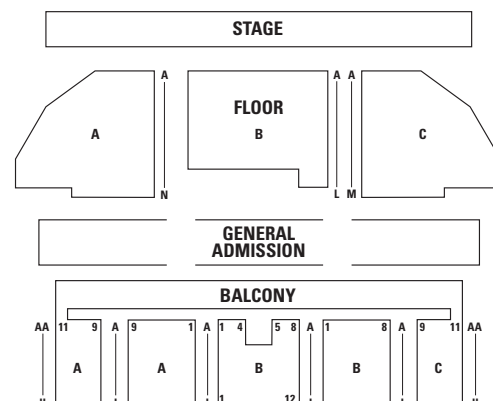 STAGE
A A A
FLOOR
A B C
N L M
GENERAL
ADMISSION
BALCONY
AA 11 9 A 9 1 A 1 4 5 8 A 1 8 A 9 11 AA
A A B B C
1 12